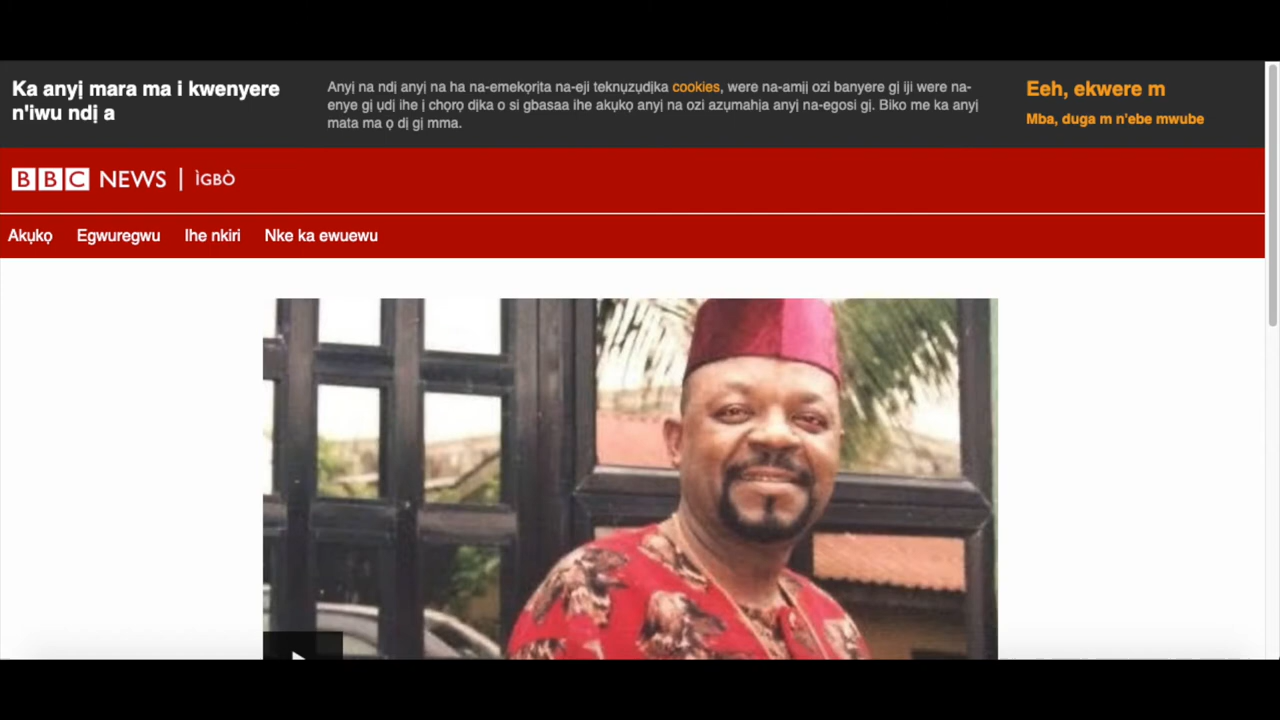 Ka anyị mara ma i kwenyere
n'iwu ndị a
Anyị na ndị anyị na ha na-emekọrịta na-eji teknụzụdịka cookies, were na-amịị ozi banyere gị iji were na-
enye gị ụdị ihe ị chọrọ dịka o si gbasaa ihe akụkọ anyị na ozi azụmahịa anyị na-egosi gị. Biko me ka anyị
mata ma ọ dị gị mma.
Eeh, ekwere m
Mba, duga m n'ebe mwube
BBC NEWS | ÌGBÒ
Akụkọ Egwuregwu Ihe nkiri Nke ka ewuewu